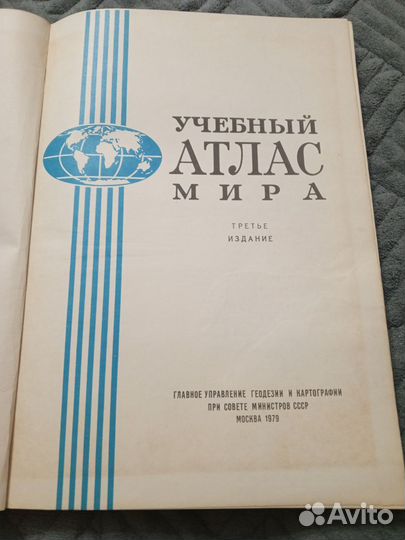 УЧЕБНЫЙ
АТЛАС
МИРА
ТРЕТЬЕ
ИЗДАНИЕ
ГЛАВНОЕ УПРАВЛЕНИЕ ГЕОДЕЗИИ И КАРТОГРАФИИ
ПРИ СОВЕТЕ МИНИСТРОВ СССР
МОСКВА 1979
Avito